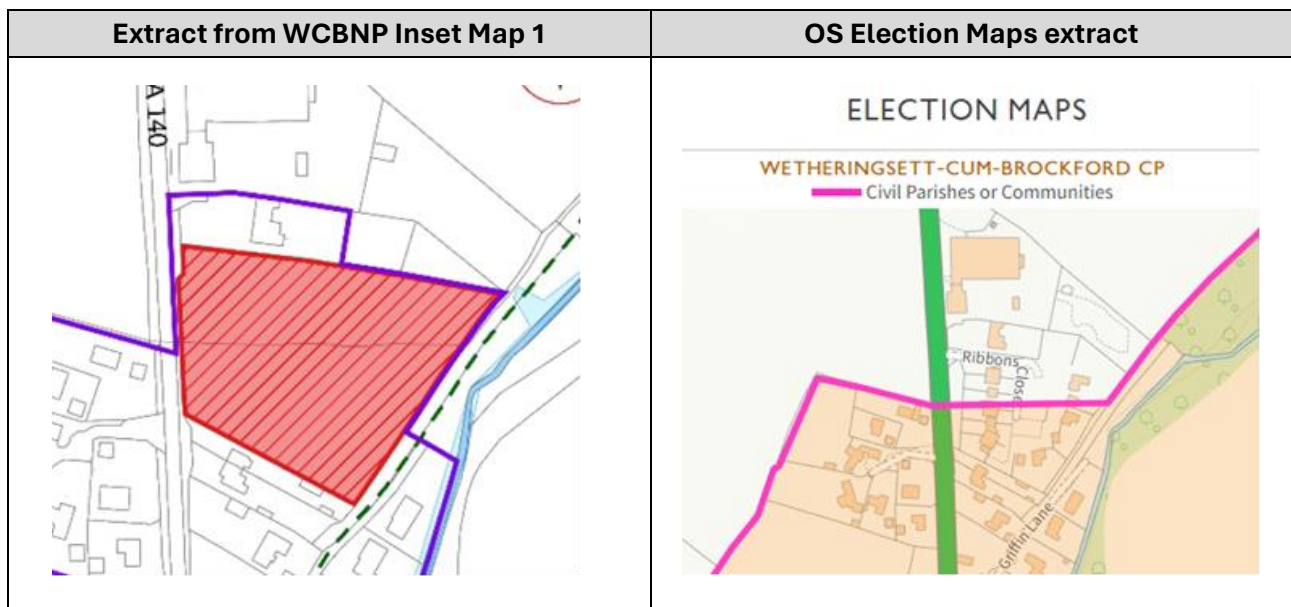 Extract from WCBNP Inset Map 1
OS Election Maps extract
A 140
ELECTION MAPS
WETHERINGSETT-CUM-BROCKFORD CP
Civil Parishes or Communities
Ribbons
Close
Griffin Lane